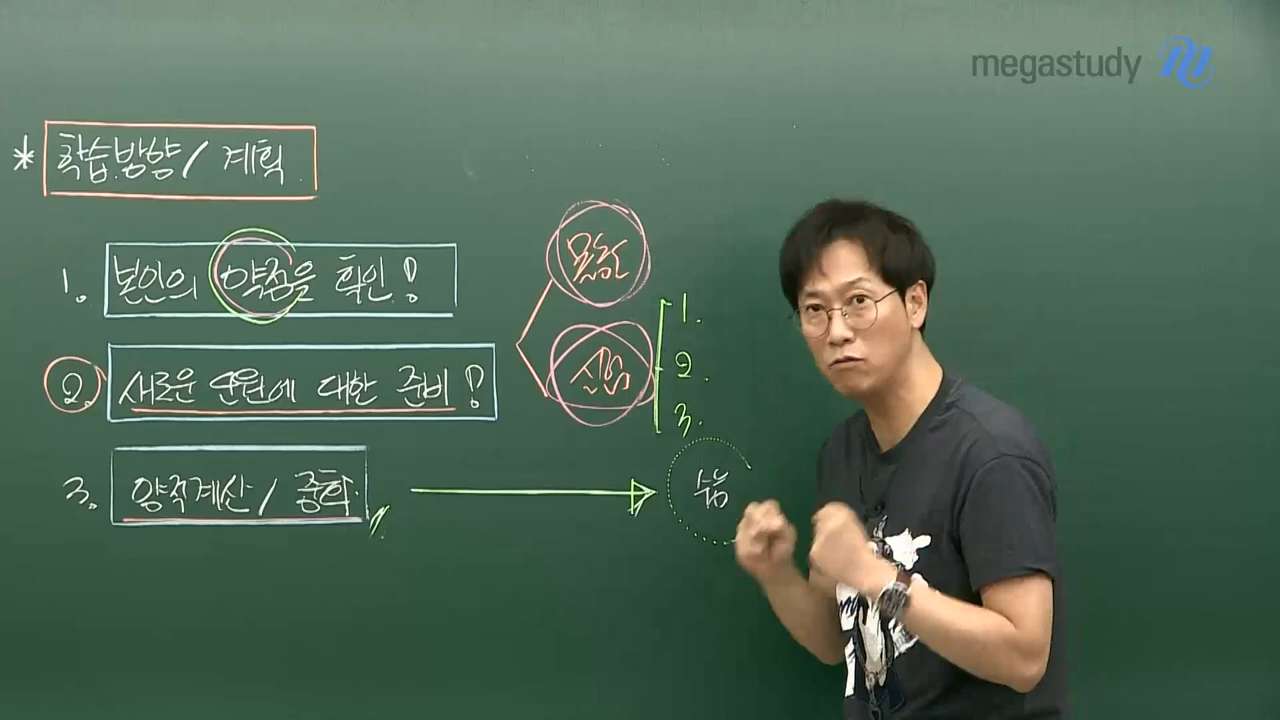 megastudy
* 학습방향 / 계획
1. 본인의 약점을 확인!
2. 새로운 단원에 대한 준비!
3. 양적계산 / 중학.
1.
2.
3.